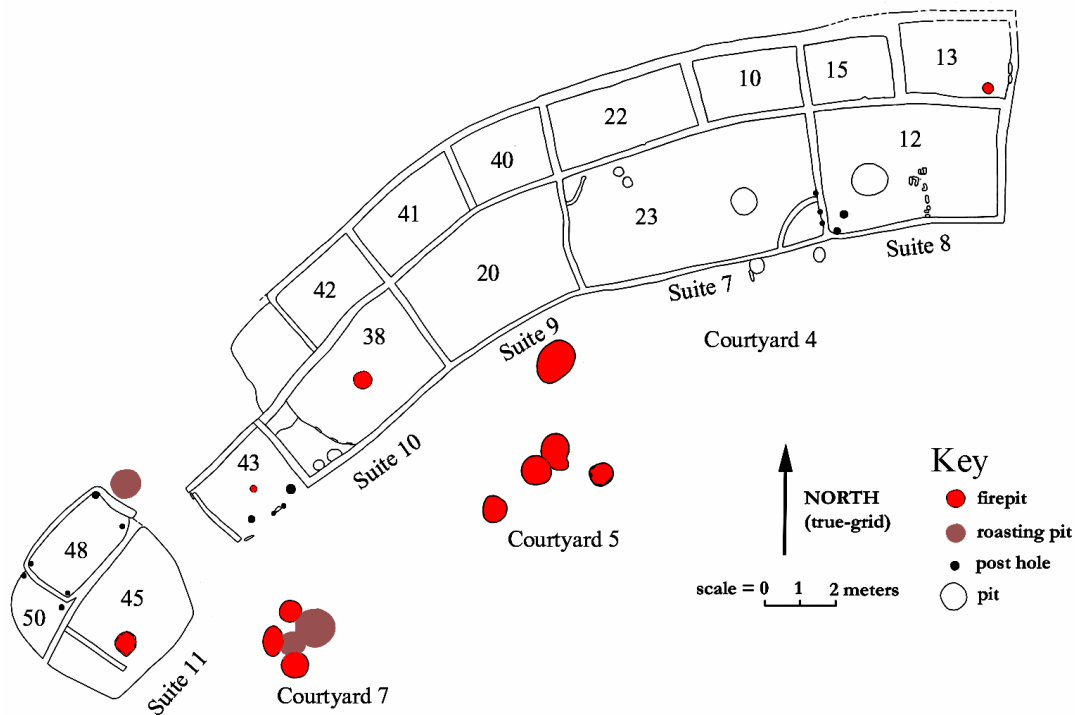 13
10
15
22
12
40
41
23
20
42
Suite 8
Suite 7
38
Suite 9
Courtyard 4
Suite 10
43
48
50
45
Suite 11
Courtyard 5
Courtyard 7
NORTH
(true-grid)
scale = 0 1 2 meters
Key
firepit
roasting pit
post hole
pit